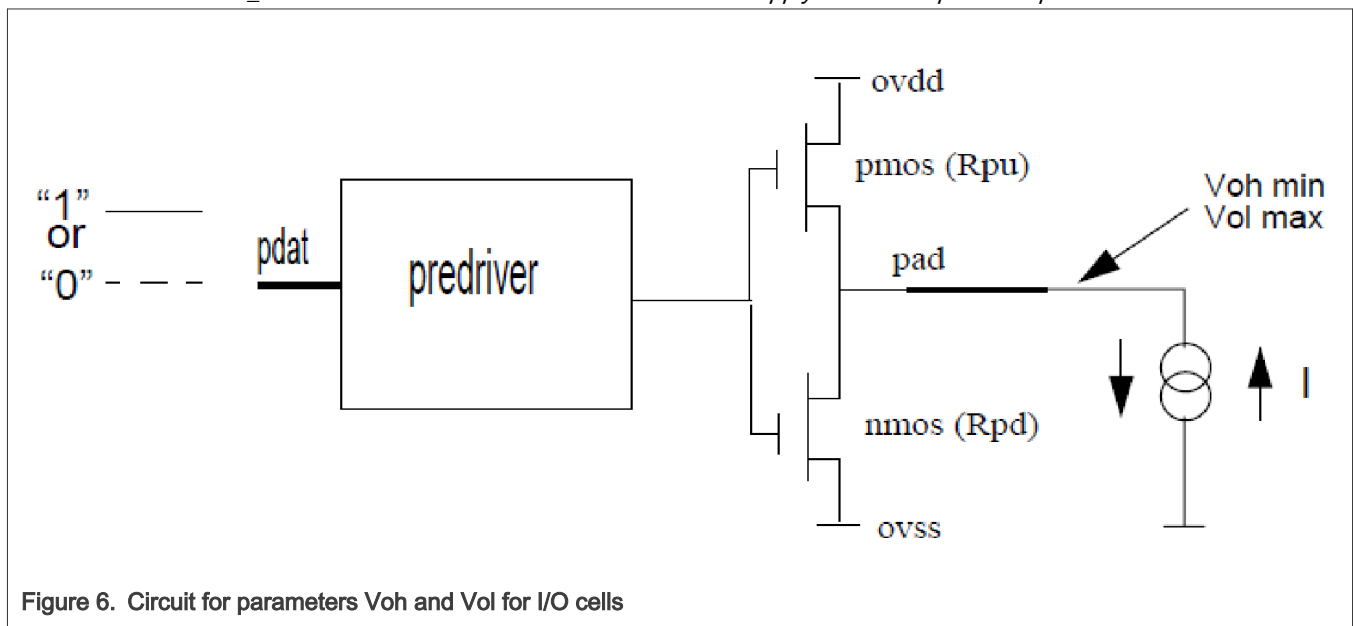 ovdd
pmos (Rpu)
“1”
or
“0”
pdat
predriver
pad
Voh min
Vol max
I
nmos (Rpd)
ovss
Figure 6. Circuit for parameters Voh and Vol for I/O cells